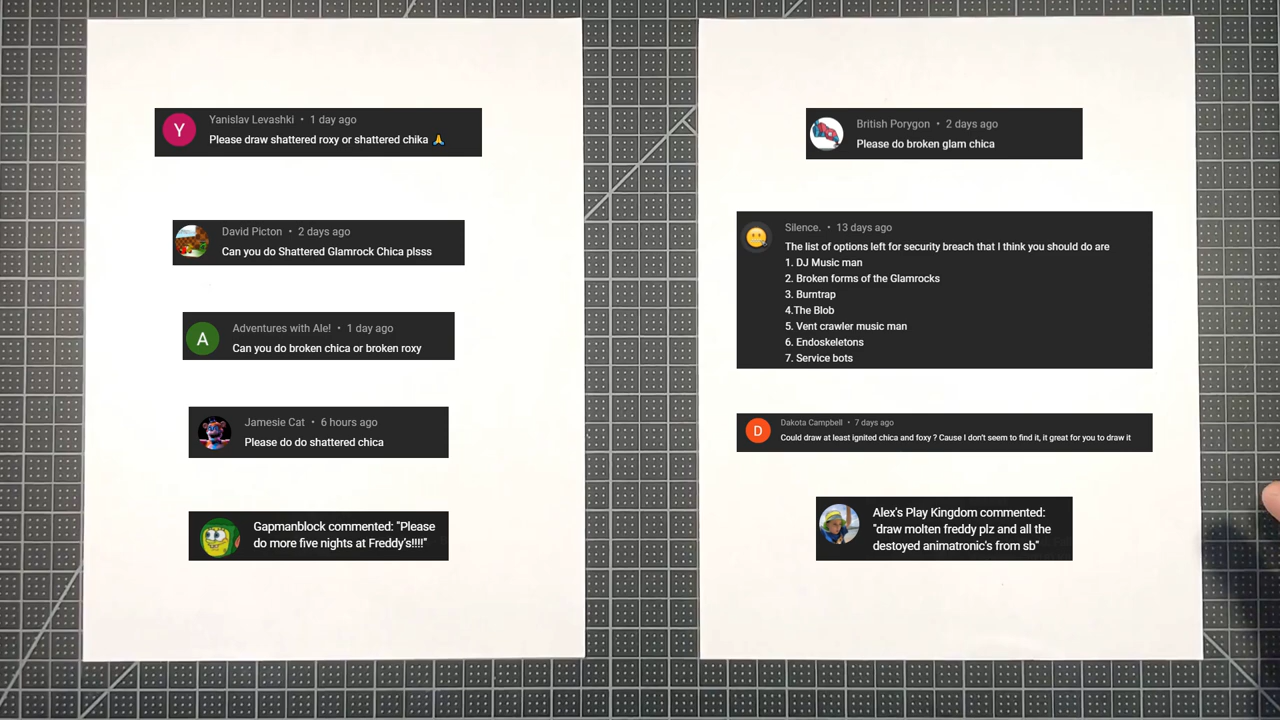 Yanislav Levashki • 1 day ago
Please draw shattered roxy or shattered chika 🙏
David Picton • 2 days ago
Can you do Shattered Glamrock Chica plsss
A
Adventures with Ale! • 1 day ago
Can you do broken chica or broken roxy
Jamesie Cat • 6 hours ago
Please do do shattered chica
Gapmanblock commented: "Please
do more five nights at Freddy's!!!!"
Y
British Porygon • 2 days ago
Please do broken glam chica
Silence. • 13 days ago
The list of options left for security breach that I think you should do are
1. DJ Music man
2. Broken forms of the Glamrocks
3. Burntrap
4.The Blob
5. Vent crawler music man
6. Endoskeletons
7. Service bots
D
Dakota Campbell • 7 days ago
Could draw at least ignited chica and foxy ? Cause I don't seem to find it, it great for you to draw it
Alex's Play Kingdom commented:
"draw molten freddy plz and all the
destoyed animatronic's from sb"